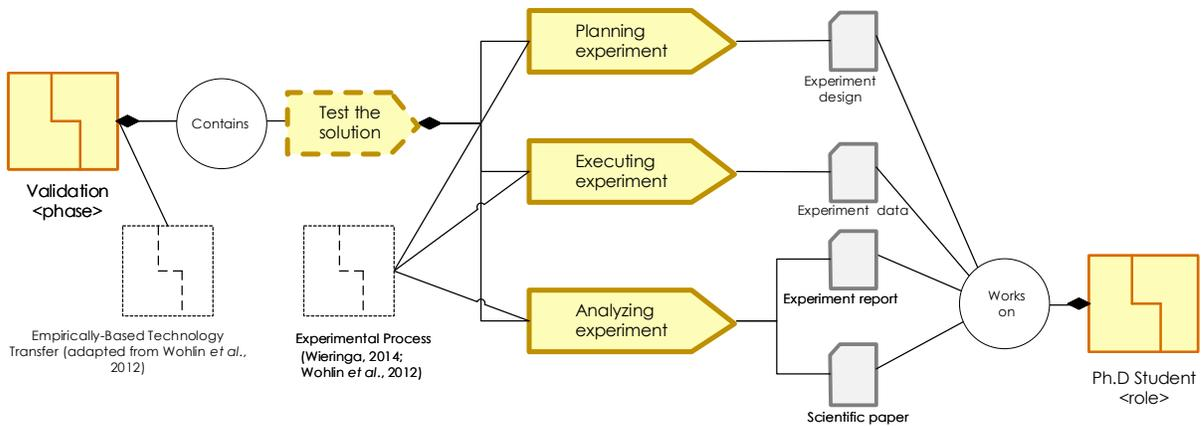 Planning
experiment
Experiment
design
Contains
Test the
solution
Validation
<phase>
Executing
experiment
Experiment data
Empirically-Based Technology
Transfer (adapted from Wohlin et al.,
2012)
Experimental Process
(Wieringa, 2014;
Wohlin et al., 2012)
Analyzing
experiment
Experiment report
Scientific paper
Works
on
Ph.D Student
<role>